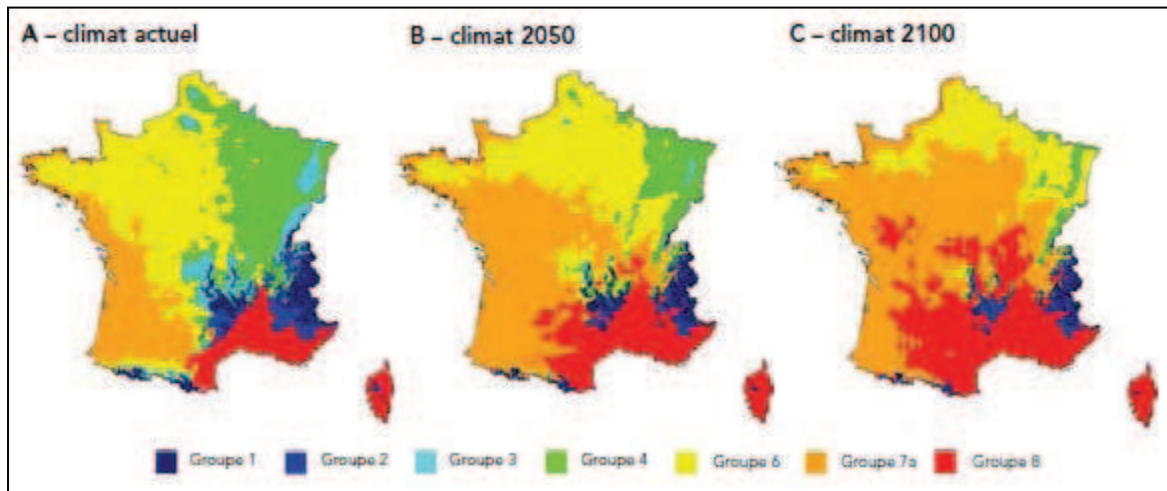 A – climat actuel
B – climat 2050
C – climat 2100
Groupe 1 Groupe 2 Groupe 3 Groupe 4 Groupe 6 Groupe 7a Groupe 8